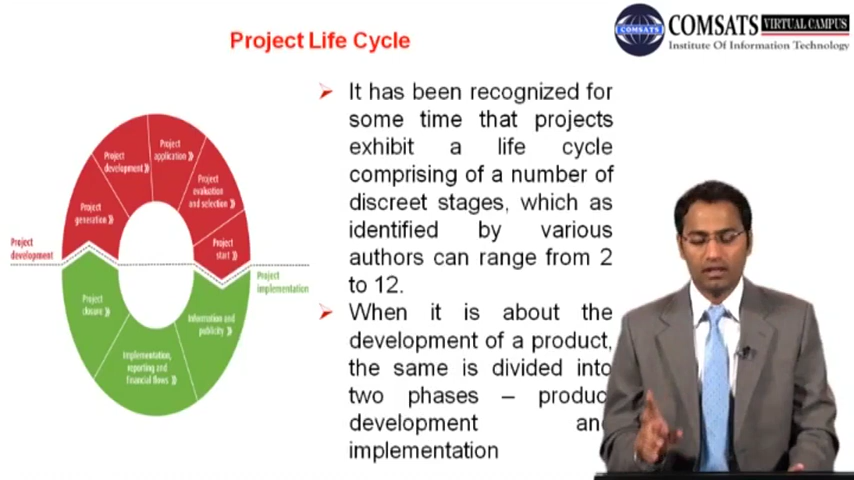 Project Life Cycle
COMSATS
COMSATS VIRTUAL CAMPUS
Institute Of Information Technology
It has been recognized for
some time that projects
exhibit a life cycle
comprising of a number of
discreet stages, which as
identified by various
authors can range from 2
to 12.
When it is about the
development of a product,
the same is divided into
two phases – produc
development an
implementation
Project
application
Project
development
Project
evaluation
and selection
Project
generation
Project
start
Project
development
Project
implementation
Project
closure
Information and
publicity
Implementation,
reporting and
financial flows